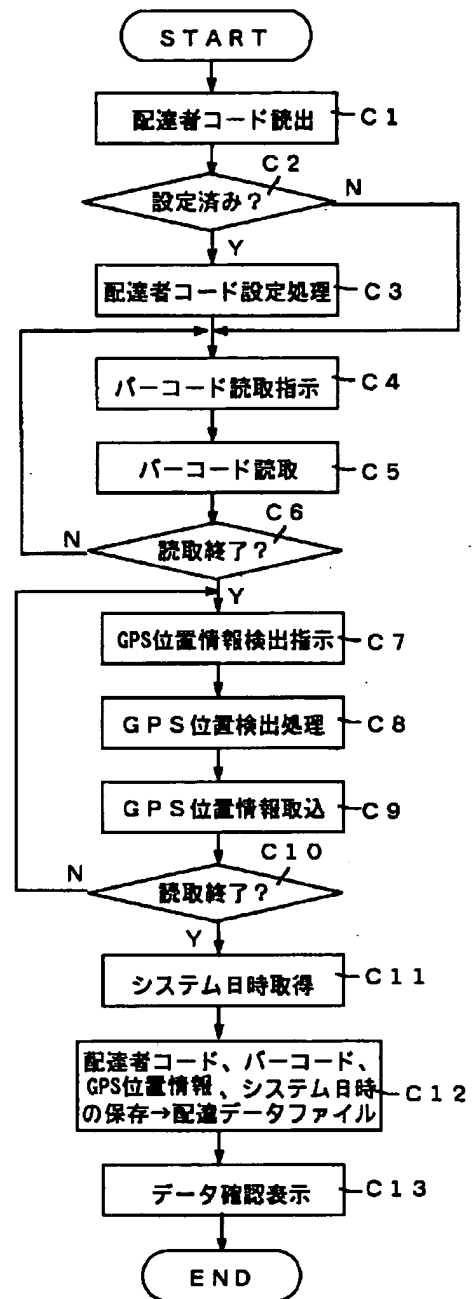 START
配達者コード読出
C1
C2
設定済み?
N
Y
配達者コード設定処理
C3
バーコード読取指示
C4
バーコード読取
C5
C6
N
読取終了?
Y
GPS位置情報検出指示
C7
GPS位置検出処理
C8
GPS位置情報取込
C9
C10
N
読取終了?
Y
システム日時取得
C11
配達者コード、バーコード、
GPS位置情報、システム日時
の保存→配達データファイル
C12
データ確認表示
C13
END